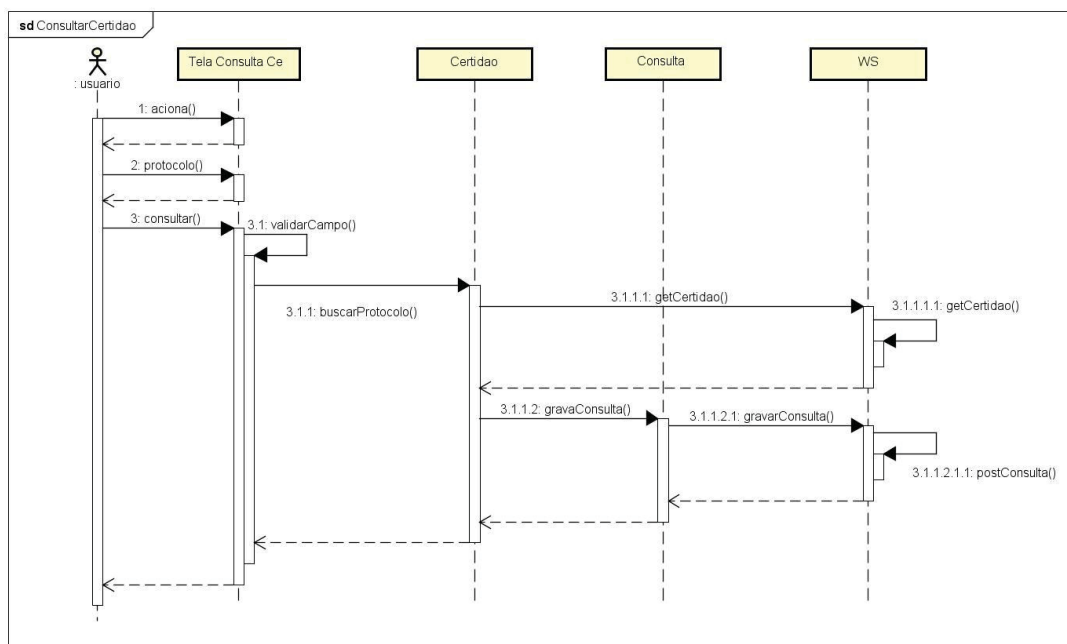 sd ConsultarCertidao
: usuario
Tela Consulta Ce
Certidao
Consulta
WS
1: aciona()
2: protocolo()
3: consultar()
3.1: validarCampo()
3.1.1: buscarProtocolo()
3.1.1.1: getCertidao()
3.1.1.1.1: getCertidao()
3.1.1.2: gravaConsulta()
3.1.1.2.1: gravarConsulta()
3.1.1.2.1.1: postConsulta()